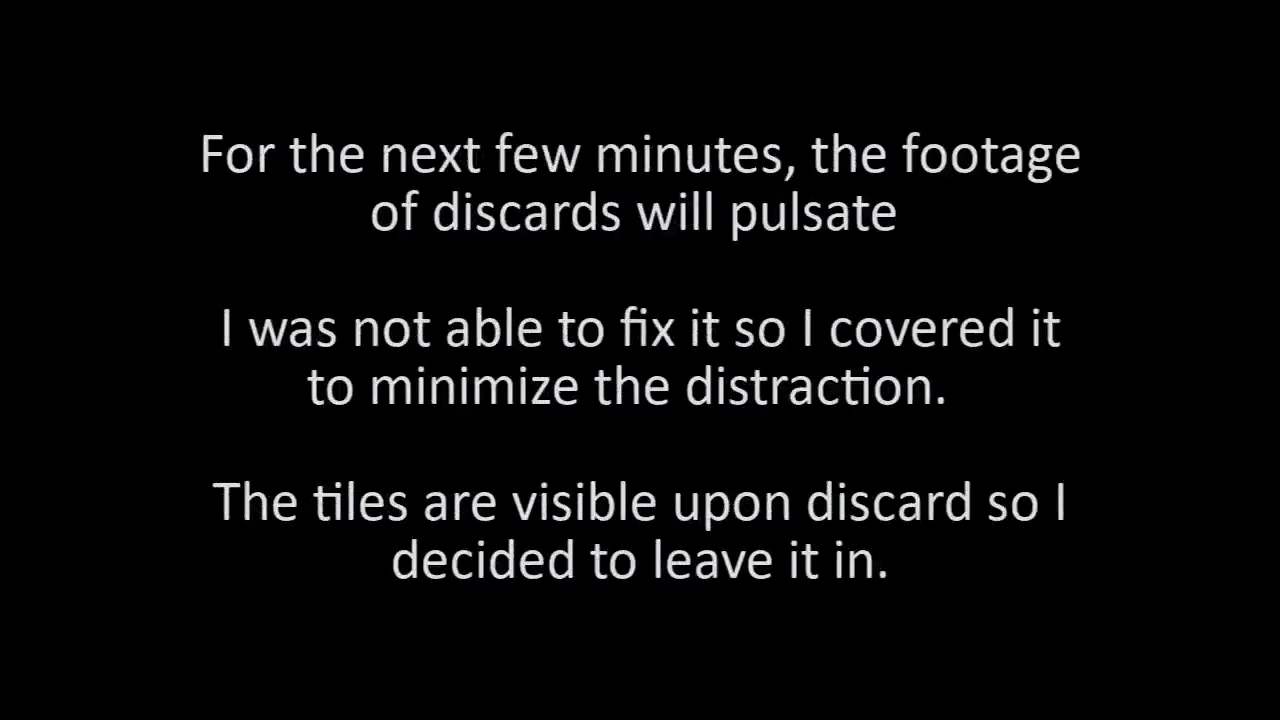 For the next few minutes, the footage
of discards will pulsate
I was not able to fix it so I covered it
to minimize the distraction.
The tiles are visible upon discard so I
decided to leave it in.